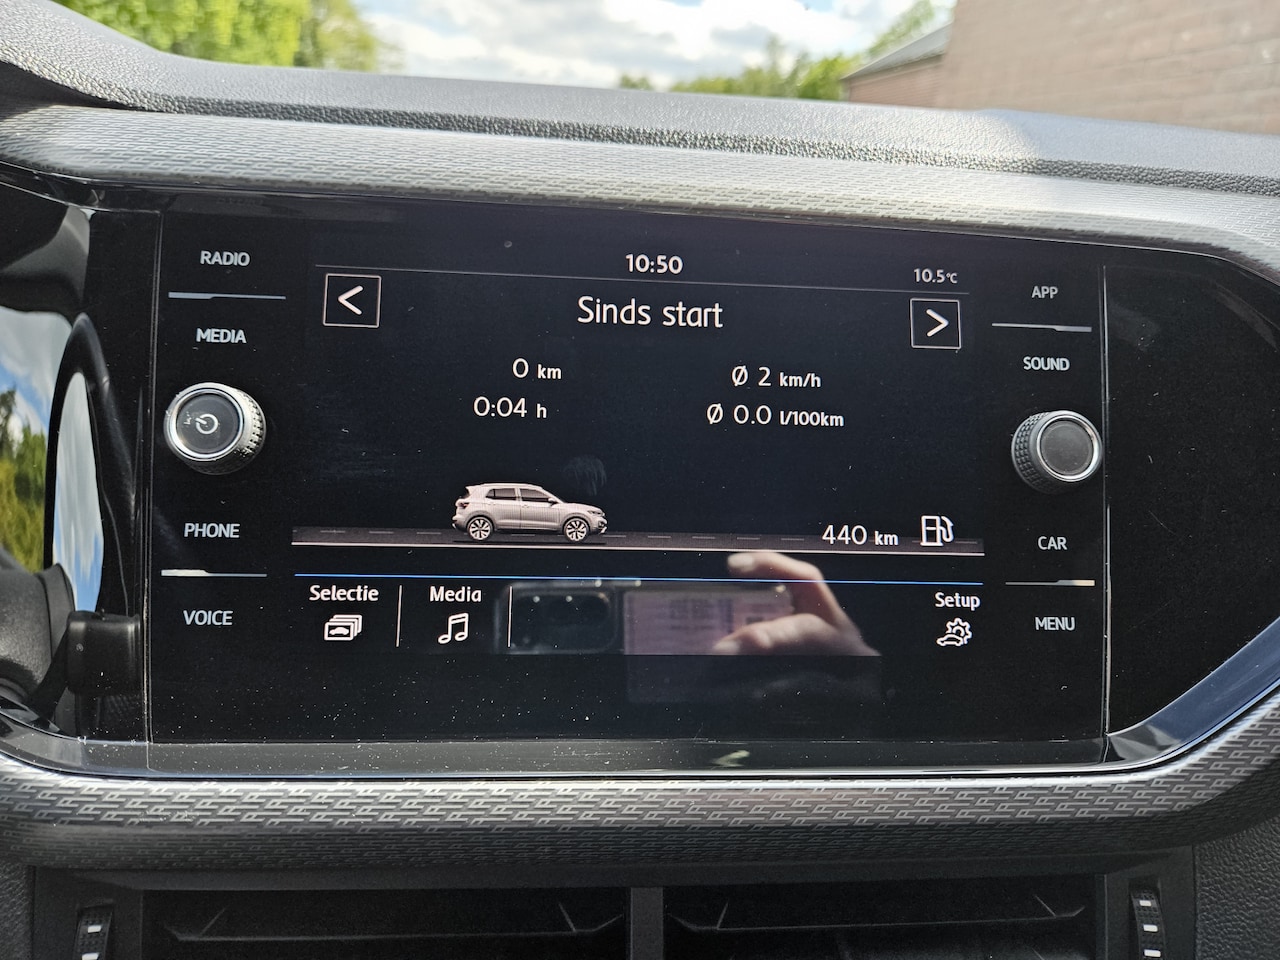 RADIO
MEDIA
PHONE
VOICE
10:50
10.5°C
<
Sinds start
>
0 km
Ø 2 km/h
0:04 h
Ø 0.0 l/100km
440 km
Selectie
Media
Setup
APP
SOUND
CAR
MENU